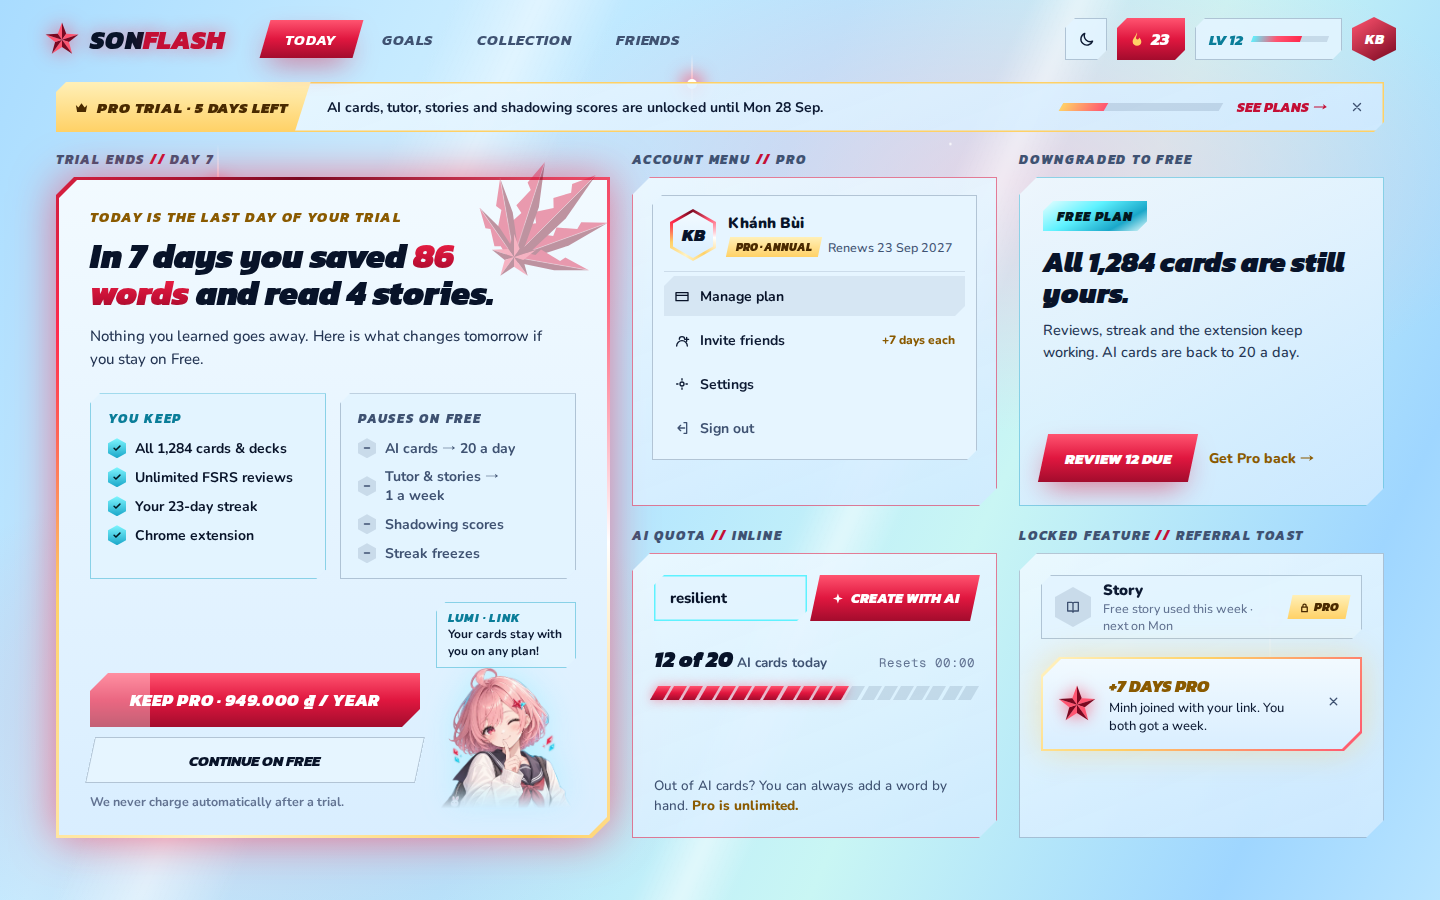 SONFLASH
TODAY
GOALS
COLLECTION
FRIENDS
23
LV 12
KB
PRO TRIAL · 5 DAYS LEFT
AI cards, tutor, stories and shadowing scores are unlocked until Mon 28 Sep.
SEE PLANS →
TRIAL ENDS // DAY 7
TODAY IS THE LAST DAY OF YOUR TRIAL
In 7 days you saved 86
words and read 4 stories.
Nothing you learned goes away. Here is what changes tomorrow if
you stay on Free.
YOU KEEP
All 1,284 cards & decks
Unlimited FSRS reviews
Your 23-day streak
Chrome extension
PAUSES ON FREE
AI cards → 20 a day
Tutor & stories →
1 a week
Shadowing scores
Streak freezes
LUMI · LINK
Your cards stay with
you on any plan!
KEEP PRO · 949.000 ₫ / YEAR
CONTINUE ON FREE
We never charge automatically after a trial.
ACCOUNT MENU // PRO
KB
Khánh Bùi
PRO · ANNUAL
Renews 23 Sep 2027
Manage plan
Invite friends
+7 days each
Settings
Sign out
DOWNGRADED TO FREE
FREE PLAN
All 1,284 cards are still
yours.
Reviews, streak and the extension keep
working. AI cards are back to 20 a day.
REVIEW 12 DUE
Get Pro back →
AI QUOTA // INLINE
resilient
CREATE WITH AI
12 of 20 AI cards today
Resets 00:00
Out of AI cards? You can always add a word by
hand. Pro is unlimited.
LOCKED FEATURE // REFERRAL TOAST
Story
Free story used this week ·
next on Mon
PRO
+7 DAYS PRO
Minh joined with your link. You
both got a week.